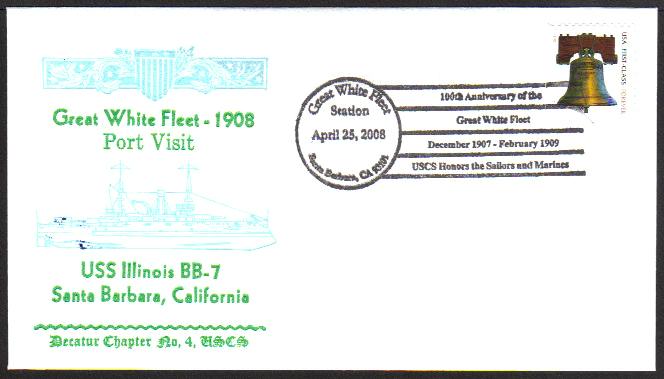 Great White Fleet - 1908
Port Visit
USS Illinois BB-7
Santa Barbara, California
Decatur Chapter No, 4, USCS
Great White Fleet
Station
April 25, 2008
Santa Barbara, CA
100th Anniversary of the
Great White Fleet
December 1907 - February 1909
USCS Honors the Sailors and Marines
USA FIRST-CLASS FOREVER